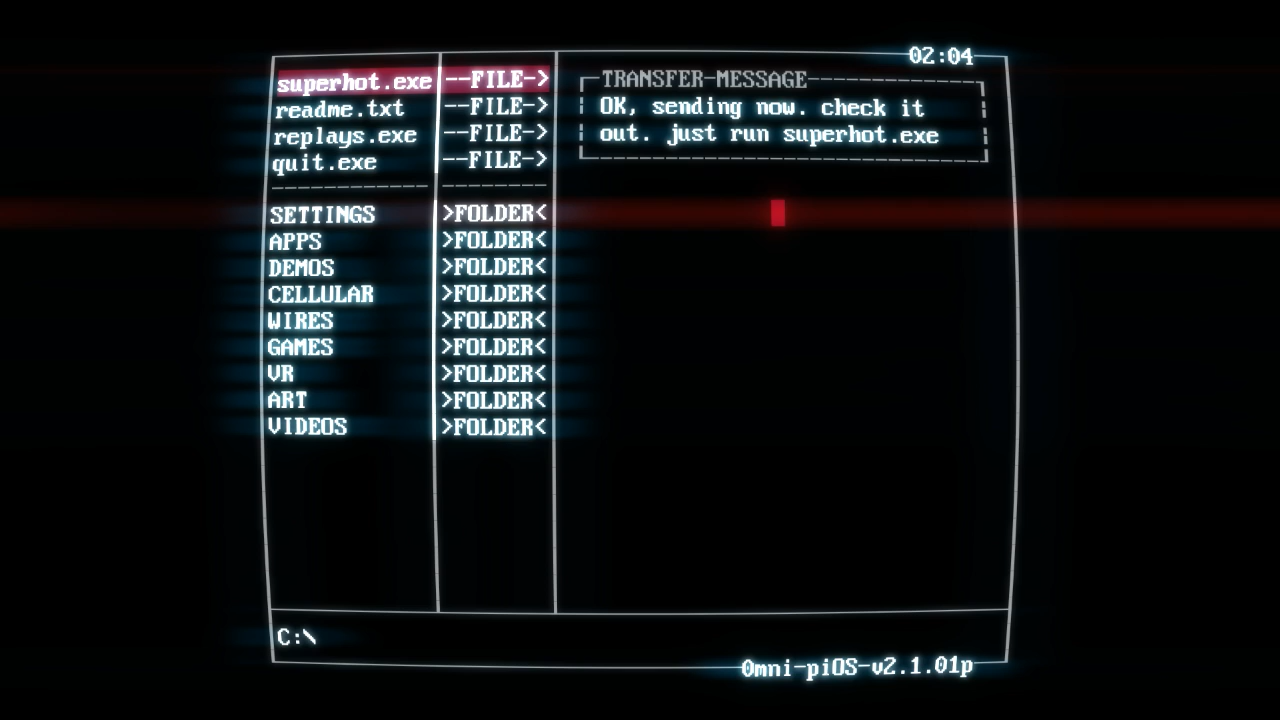 02:04
superhot.exe --FILE->
readme.txt --FILE->
replays.exe --FILE->
quit.exe --FILE->
SETTINGS >FOLDER<
APPS >FOLDER<
DEMOS >FOLDER<
CELLULAR >FOLDER<
WIRES >FOLDER<
GAMES >FOLDER<
VR >FOLDER<
ART >FOLDER<
VIDEOS >FOLDER<
TRANSFER-MESSAGE
OK, sending now. check it
out. just run superhot.exe
C:\
Omni-piOS-v2.1.01p